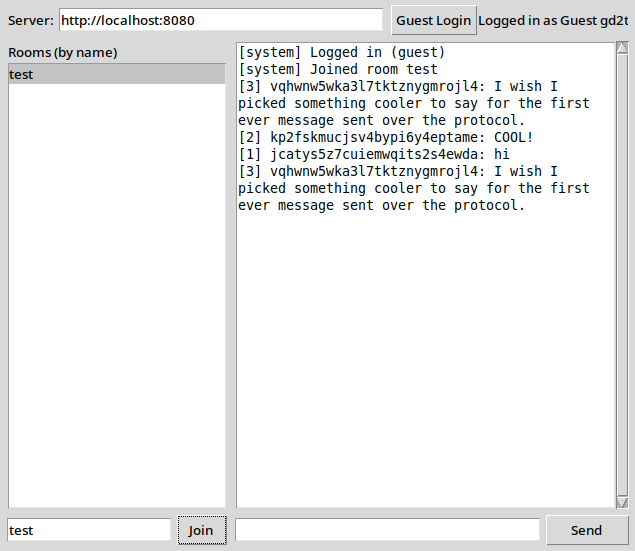 Server: http://localhost:8080 Guest Login Logged in as Guest gd2t
Rooms (by name)
test
[system] Logged in (guest)
[system] Joined room test
[3] vqhwnw5wka3l7tktznygmrojl4: I wish I
picked something cooler to say for the first
ever message sent over the protocol.
[2] kp2fskmucjsv4bypi6y4eptame: COOL!
[1] jcatys5z7cuiemwqits2s4ewda: hi
[3] vqhwnw5wka3l7tktznygmrojl4: I wish I
picked something cooler to say for the first
ever message sent over the protocol.
test Join Send